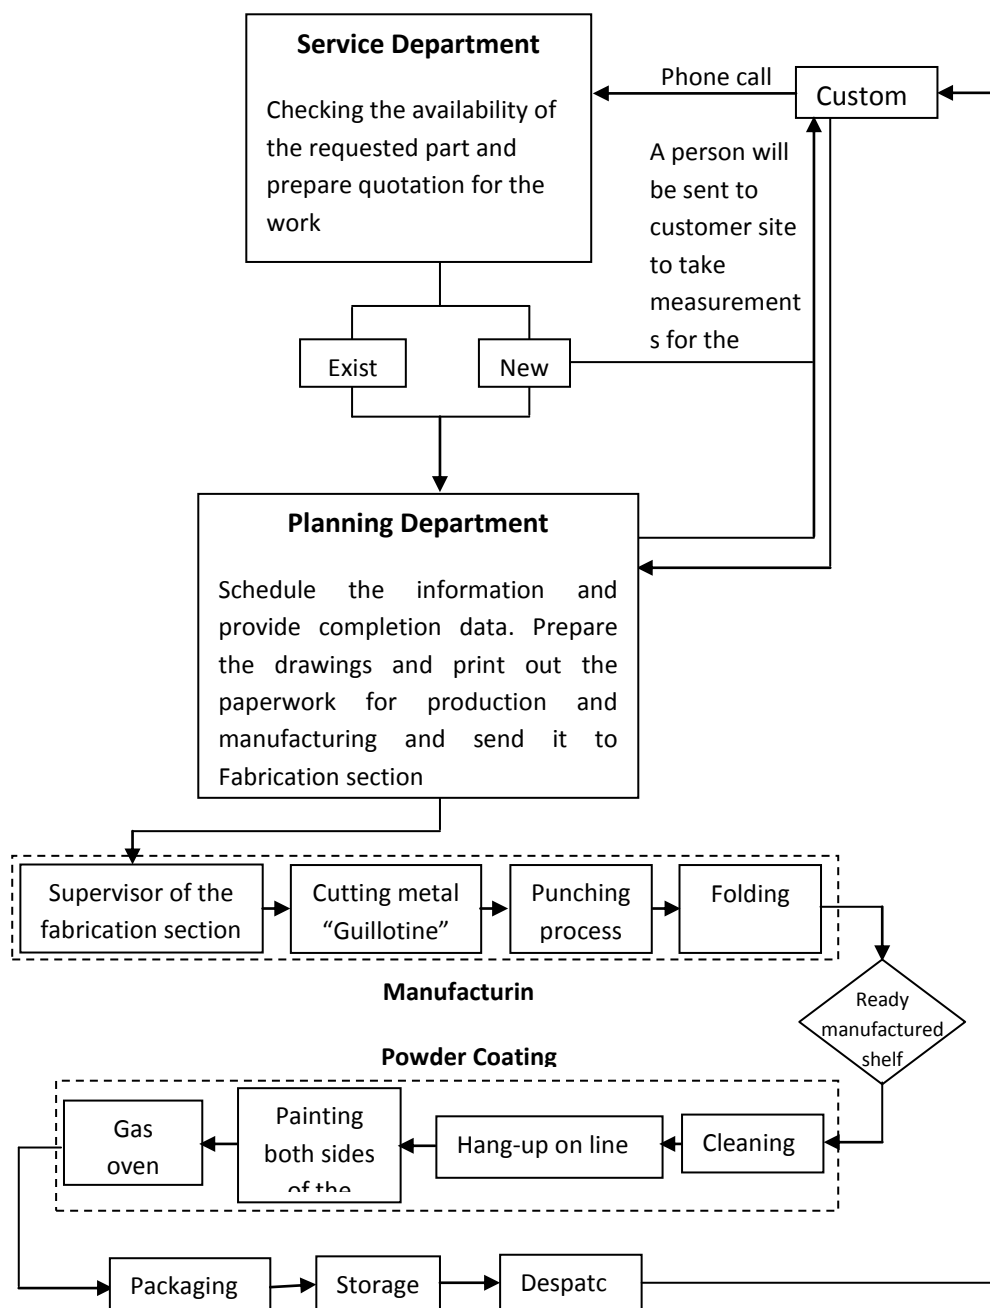 Service Department
Checking the availability of
the requested part and
prepare quotation for the
work
Phone call
Custom
A person will
be sent to
customer site
to take
measurement
s for the
Exist
New
Planning Department
Schedule the information and
provide completion data. Prepare
the drawings and print out the
paperwork for production and
manufacturing and send it to
Fabrication section
Supervisor of the
fabrication section
Cutting metal
“Guillotine”
Punching
process
Folding
Manufacturin
Ready
manufactured
shelf
Powder Coating
Gas
oven
Painting
both sides
of the
Hang-up on line
Cleaning
Packaging
Storage
Despatc